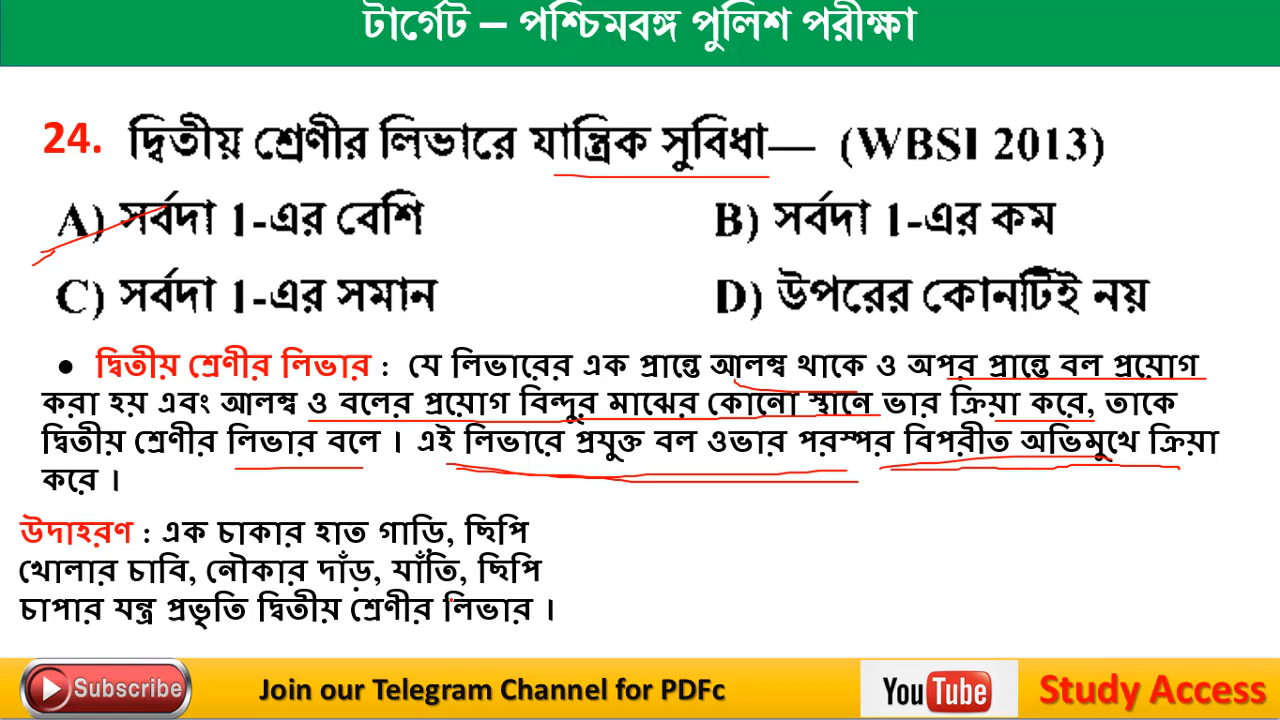 টার্গেট – পশ্চিমবঙ্গ পুলিশ পরীক্ষা
24. দ্বিতীয় শ্রেণীর লিভারে যান্ত্রিক সুবিধা— (WBSI 2013)
A) সর্বদা 1-এর বেশি B) সর্বদা 1-এর কম
C) সর্বদা 1-এর সমান D) উপরের কোনটিই নয়
● দ্বিতীয় শ্রেণীর লিভার : যে লিভারের এক প্রান্তে আলম্ব থাকে ও অপর প্রান্তে বল প্রয়োগ
করা হয় এবং আলম্ব ও বলের প্রয়োগ বিন্দুর মাঝের কোনো স্থানে ভার ক্রিয়া করে, তাকে
দ্বিতীয় শ্রেণীর লিভার বলে । এই লিভারে প্রযুক্ত বল ওভার পরস্পর বিপরীত অভিমুখে ক্রিয়া
করে ।
উদাহরণ : এক চাকার হাত গাড়ি, ছিপি
খোলার চাবি, নৌকার দাঁড়, যাঁতি, ছিপি
চাপার যন্ত্র প্রভৃতি দ্বিতীয় শ্রেণীর লিভার ।
Subscribe Join our Telegram Channel for PDFc YouTube Study Access